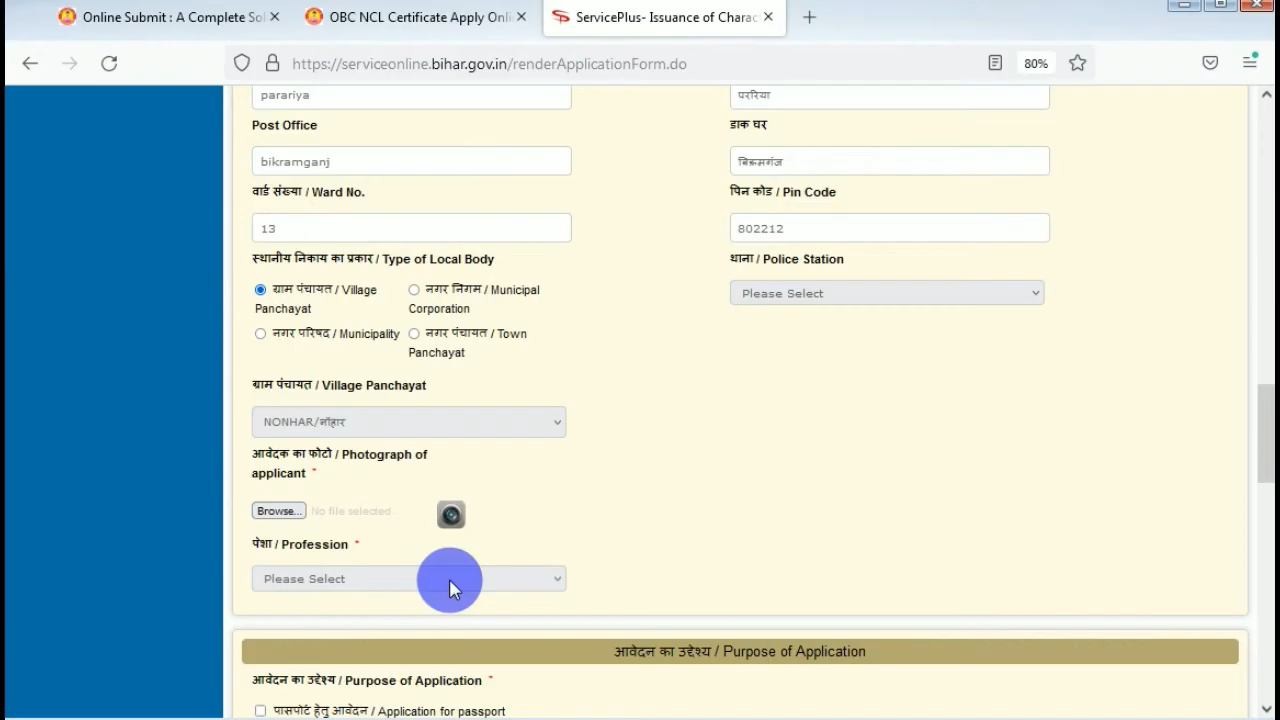 Online Submit : A Complete Sol
OBC NCL Certificate Apply Onli
ServicePlus- Issuance of Charac
https://serviceonline.bihar.gov.in/renderApplicationForm.do
80%
parariya
पररिया
Post Office
डाक घर
bikramganj
बिक्रमगंज
वार्ड संख्या / Ward No.
पिन कोड / Pin Code
13
802212
स्थानीय निकाय का प्रकार / Type of Local Body
थाना / Police Station
ग्राम पंचायत / Village Panchayat
नगर निगम / Municipal Corporation
Please Select
नगर परिषद / Municipality
नगर पंचायत / Town Panchayat
ग्राम पंचायत / Village Panchayat
NONHAR/नोंहार
आवेदक का फोटो / Photograph of
applicant *
Browse... No file selected.
पेशा / Profession *
Please Select
आवेदन का उद्देश्य / Purpose of Application
आवेदन का उद्देश्य / Purpose of Application *
पासपोर्ट हेतु आवेदन / Application for passport